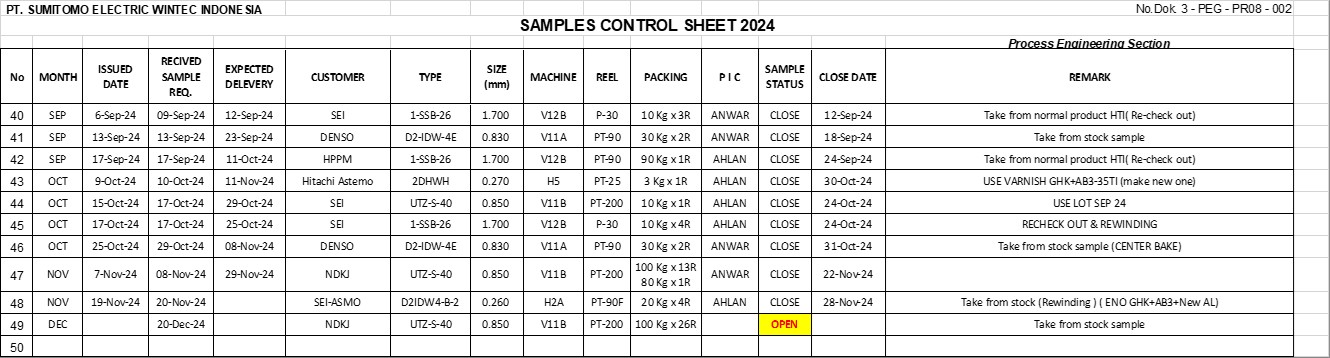 PT. SUMITOMO ELECTRIC WINTEC INDONESIA No.Dok. 3 - PEG - PR08 - 002
SAMPLES CONTROL SHEET 2024
Process Engineering Section
No MONTH ISSUED DATE RECIVED SAMPLE REQ. EXPECTED DELEVERY CUSTOMER TYPE SIZE (mm) MACHINE REEL PACKING P I C SAMPLE STATUS CLOSE DATE REMARK
40 SEP 6-Sep-24 09-Sep-24 12-Sep-24 SEI 1-SSB-26 1.700 V12B P-30 10 Kg x 3R ANWAR CLOSE 12-Sep-24 Take from normal product HTI( Re-check out)
41 SEP 13-Sep-24 13-Sep-24 23-Sep-24 DENSO D2-IDW-4E 0.830 V11A PT-90 30 Kg x 2R ANWAR CLOSE 18-Sep-24 Take from stock sample
42 SEP 17-Sep-24 17-Sep-24 11-Oct-24 HPPM 1-SSB-26 1.700 V12B PT-90 90 Kg x 1R AHLAN CLOSE 24-Sep-24 Take from normal product HTI( Re-check out)
43 OCT 9-Oct-24 10-Oct-24 11-Nov-24 Hitachi Astemo 2DHWH 0.270 H5 PT-25 3 Kg x 1R AHLAN CLOSE 30-Oct-24 USE VARNISH GHK+AB3-35TI (make new one)
44 OCT 15-Oct-24 17-Oct-24 29-Oct-24 SEI UTZ-S-40 0.850 V11B PT-200 10 Kg x 1R AHLAN CLOSE 24-Oct-24 USE LOT SEP 24
45 OCT 17-Oct-24 17-Oct-24 25-Oct-24 SEI 1-SSB-26 1.700 V12B P-30 10 Kg x 4R AHLAN CLOSE 24-Oct-24 RECHECK OUT & REWINDING
46 OCT 25-Oct-24 29-Oct-24 08-Nov-24 DENSO D2-IDW-4E 0.830 V11A PT-90 30 Kg x 2R ANWAR CLOSE 31-Oct-24 Take from stock sample (CENTER BAKE)
47 NOV 7-Nov-24 08-Nov-24 29-Nov-24 NDKJ UTZ-S-40 0.850 V11B PT-200 100 Kg x 13R 80 Kg x 1R ANWAR CLOSE 22-Nov-24
48 NOV 19-Nov-24 20-Nov-24 SEI-ASMO D2IDW4-B-2 0.260 H2A PT-90F 20 Kg x 4R AHLAN CLOSE 28-Nov-24 Take from stock (Rewinding ) ( ENO GHK+AB3+New AL)
49 DEC 20-Dec-24 NDKJ UTZ-S-40 0.850 V11B PT-200 100 Kg x 26R OPEN Take from stock sample
50